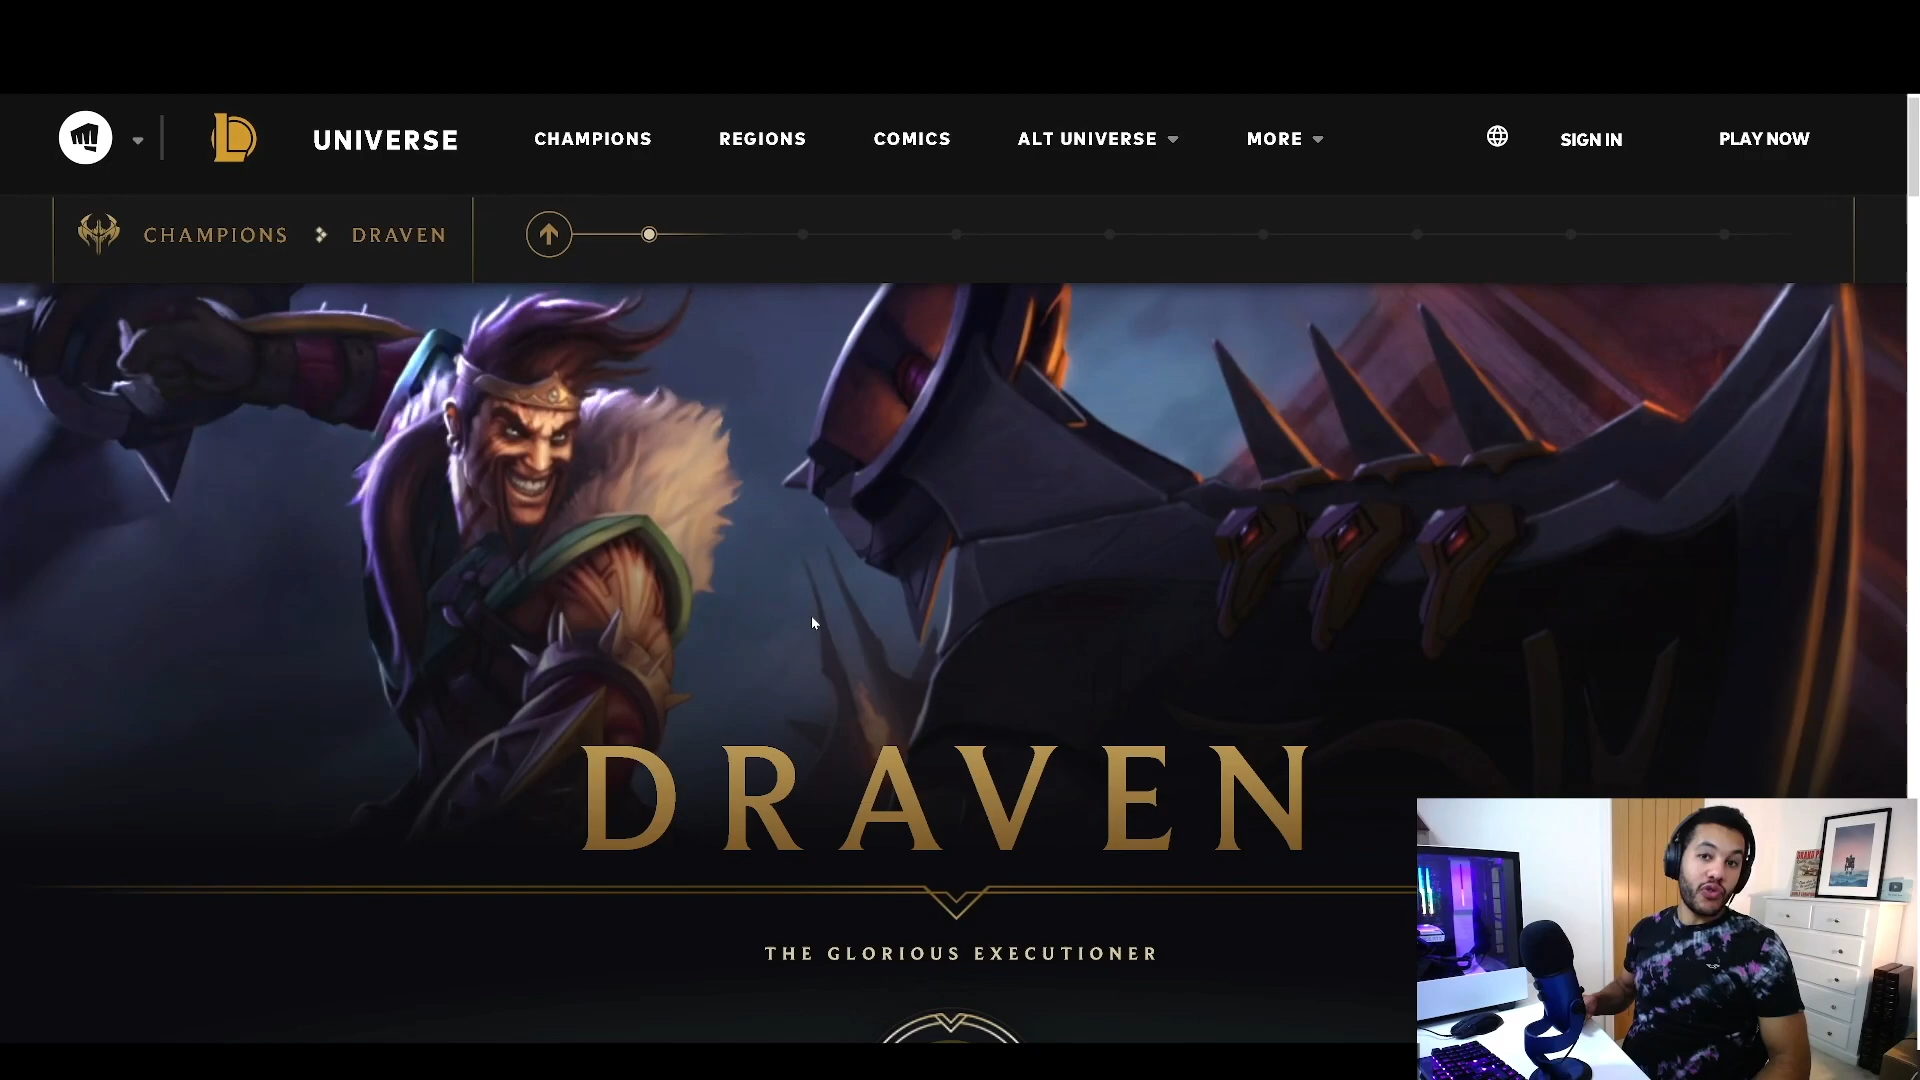 UNIVERSE
CHAMPIONS
REGIONS
COMICS
ALT UNIVERSE
MORE
SIGN IN
PLAY NOW
CHAMPIONS
DRAVEN
DRAVEN
THE GLORIOUS EXECUTIONER